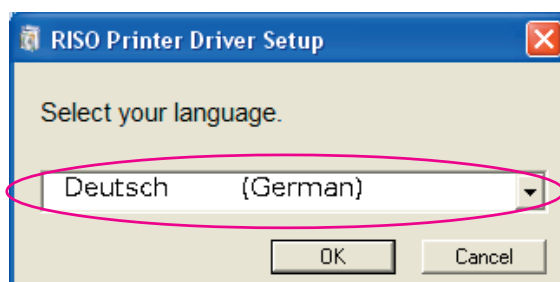 RISO Printer Driver Setup
Select your language.
Deutsch (German)
OK Cancel